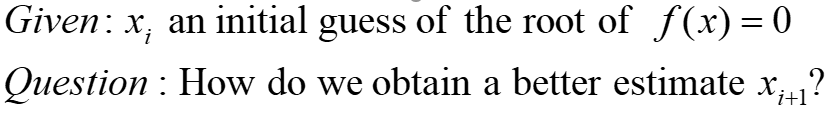 Given: x_i an initial guess of the root of f(x) = 0
Question : How do we obtain a better estimate x_{i+1}?